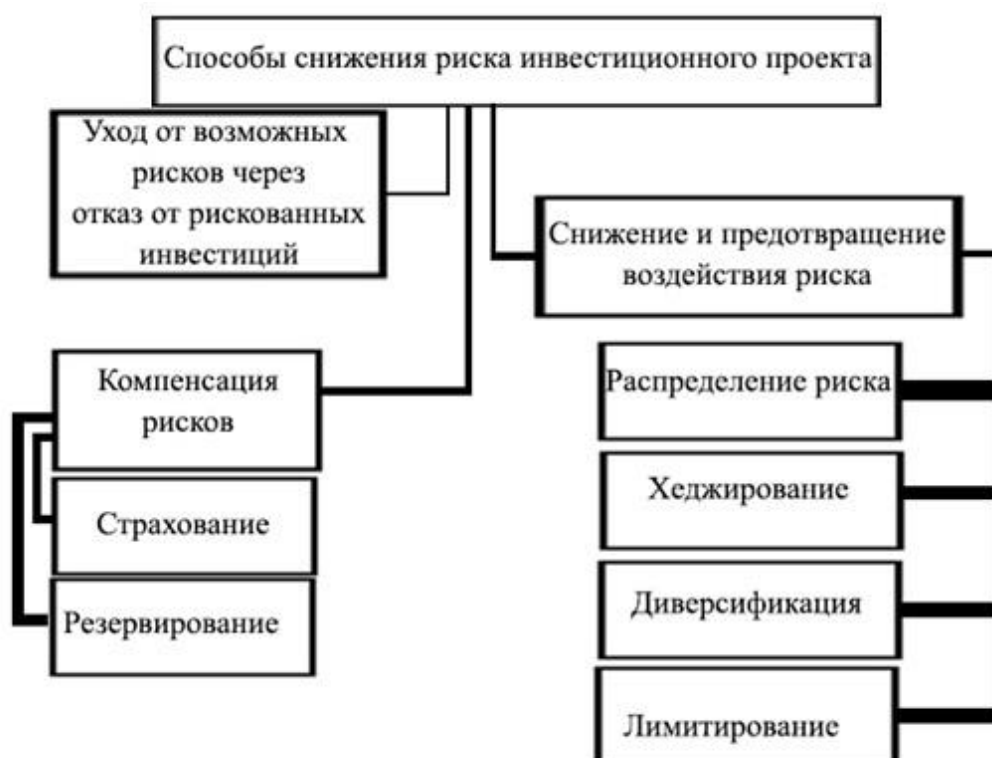 Способы снижения риска инвестиционного проекта
Уход от возможных
рисков через
отказ от рискованных
инвестиций
Снижение и предотвращение
воздействия риска
Компенсация
рисков
Страхование
Резервирование
Распределение риска
Хеджирование
Диверсификация
Лимитирование